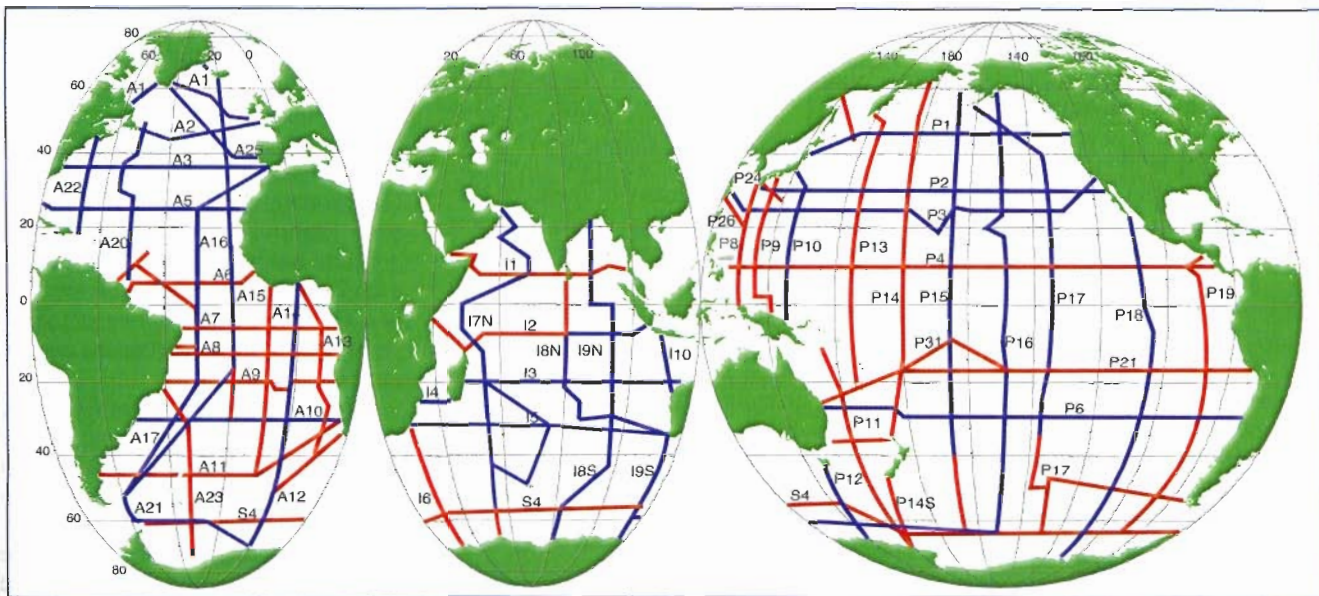 80
60 20 0
A1 A1
60
A2
40
A3 A25
A22
A5
20
A20 A16
A6
A15 A1
0
A7
A8 A13
20
A9
A10
A17
40
A11
A23 A12
A21 S4
60
80
20 60 100
I1
I7N I2
I8N I9N I10
I3
I4
I5
I8S I9S
I6 S4
140 180 140 100
P1
P24 P2
P26 P3
P8 P9 P10 P13 P4
P14 P15 P17 P19
P18
P31 P16
P21
P6
P11
P12 P17
S4 P14S